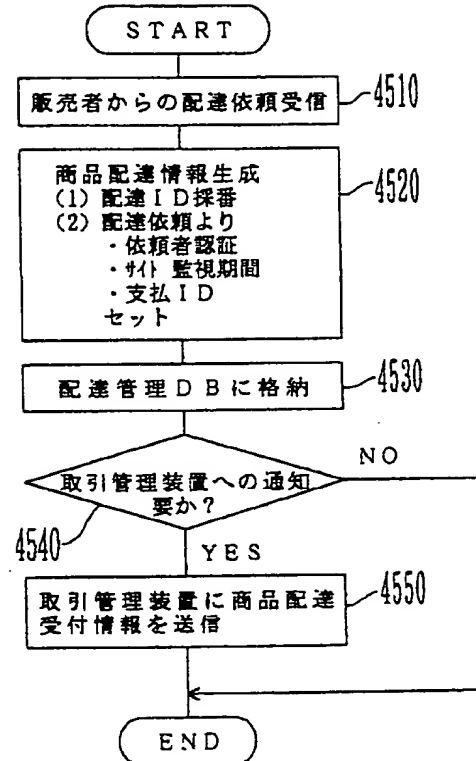 START
販売者からの配達依頼受信
4510
商品配達情報生成
(1) 配達ID採番
(2) 配達依頼より
・依頼者認証
・サイト監視期間
・支払ID
セット
4520
配達管理DBに格納
4530
取引管理装置への通知
要か?
4540
NO
YES
取引管理装置に商品配達
受付情報を送信
4550
END